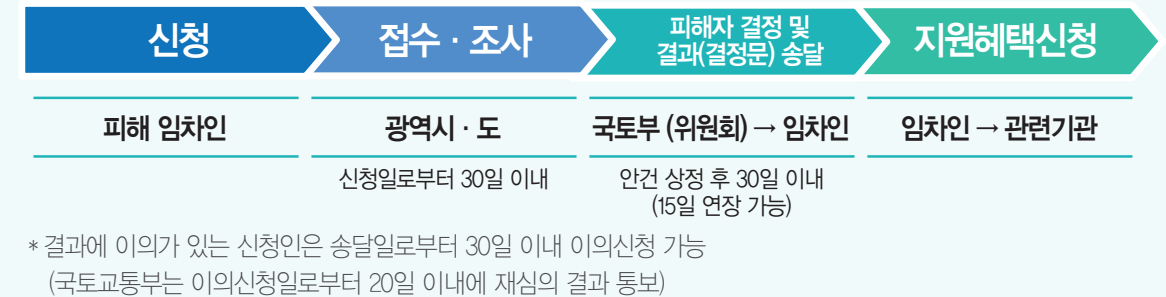 신청
접수 · 조사
피해자 결정 및
결과(결정문) 송달
지원혜택신청
피해 임차인
광역시 · 도
국토부 (위원회) → 임차인
임차인 → 관련기관
신청일로부터 30일 이내
안건 상정 후 30일 이내
(15일 연장 가능)
* 결과에 이의가 있는 신청인은 송달일로부터 30일 이내 이의신청 가능
(국토교통부는 이의신청일로부터 20일 이내에 재심의 결과 통보)